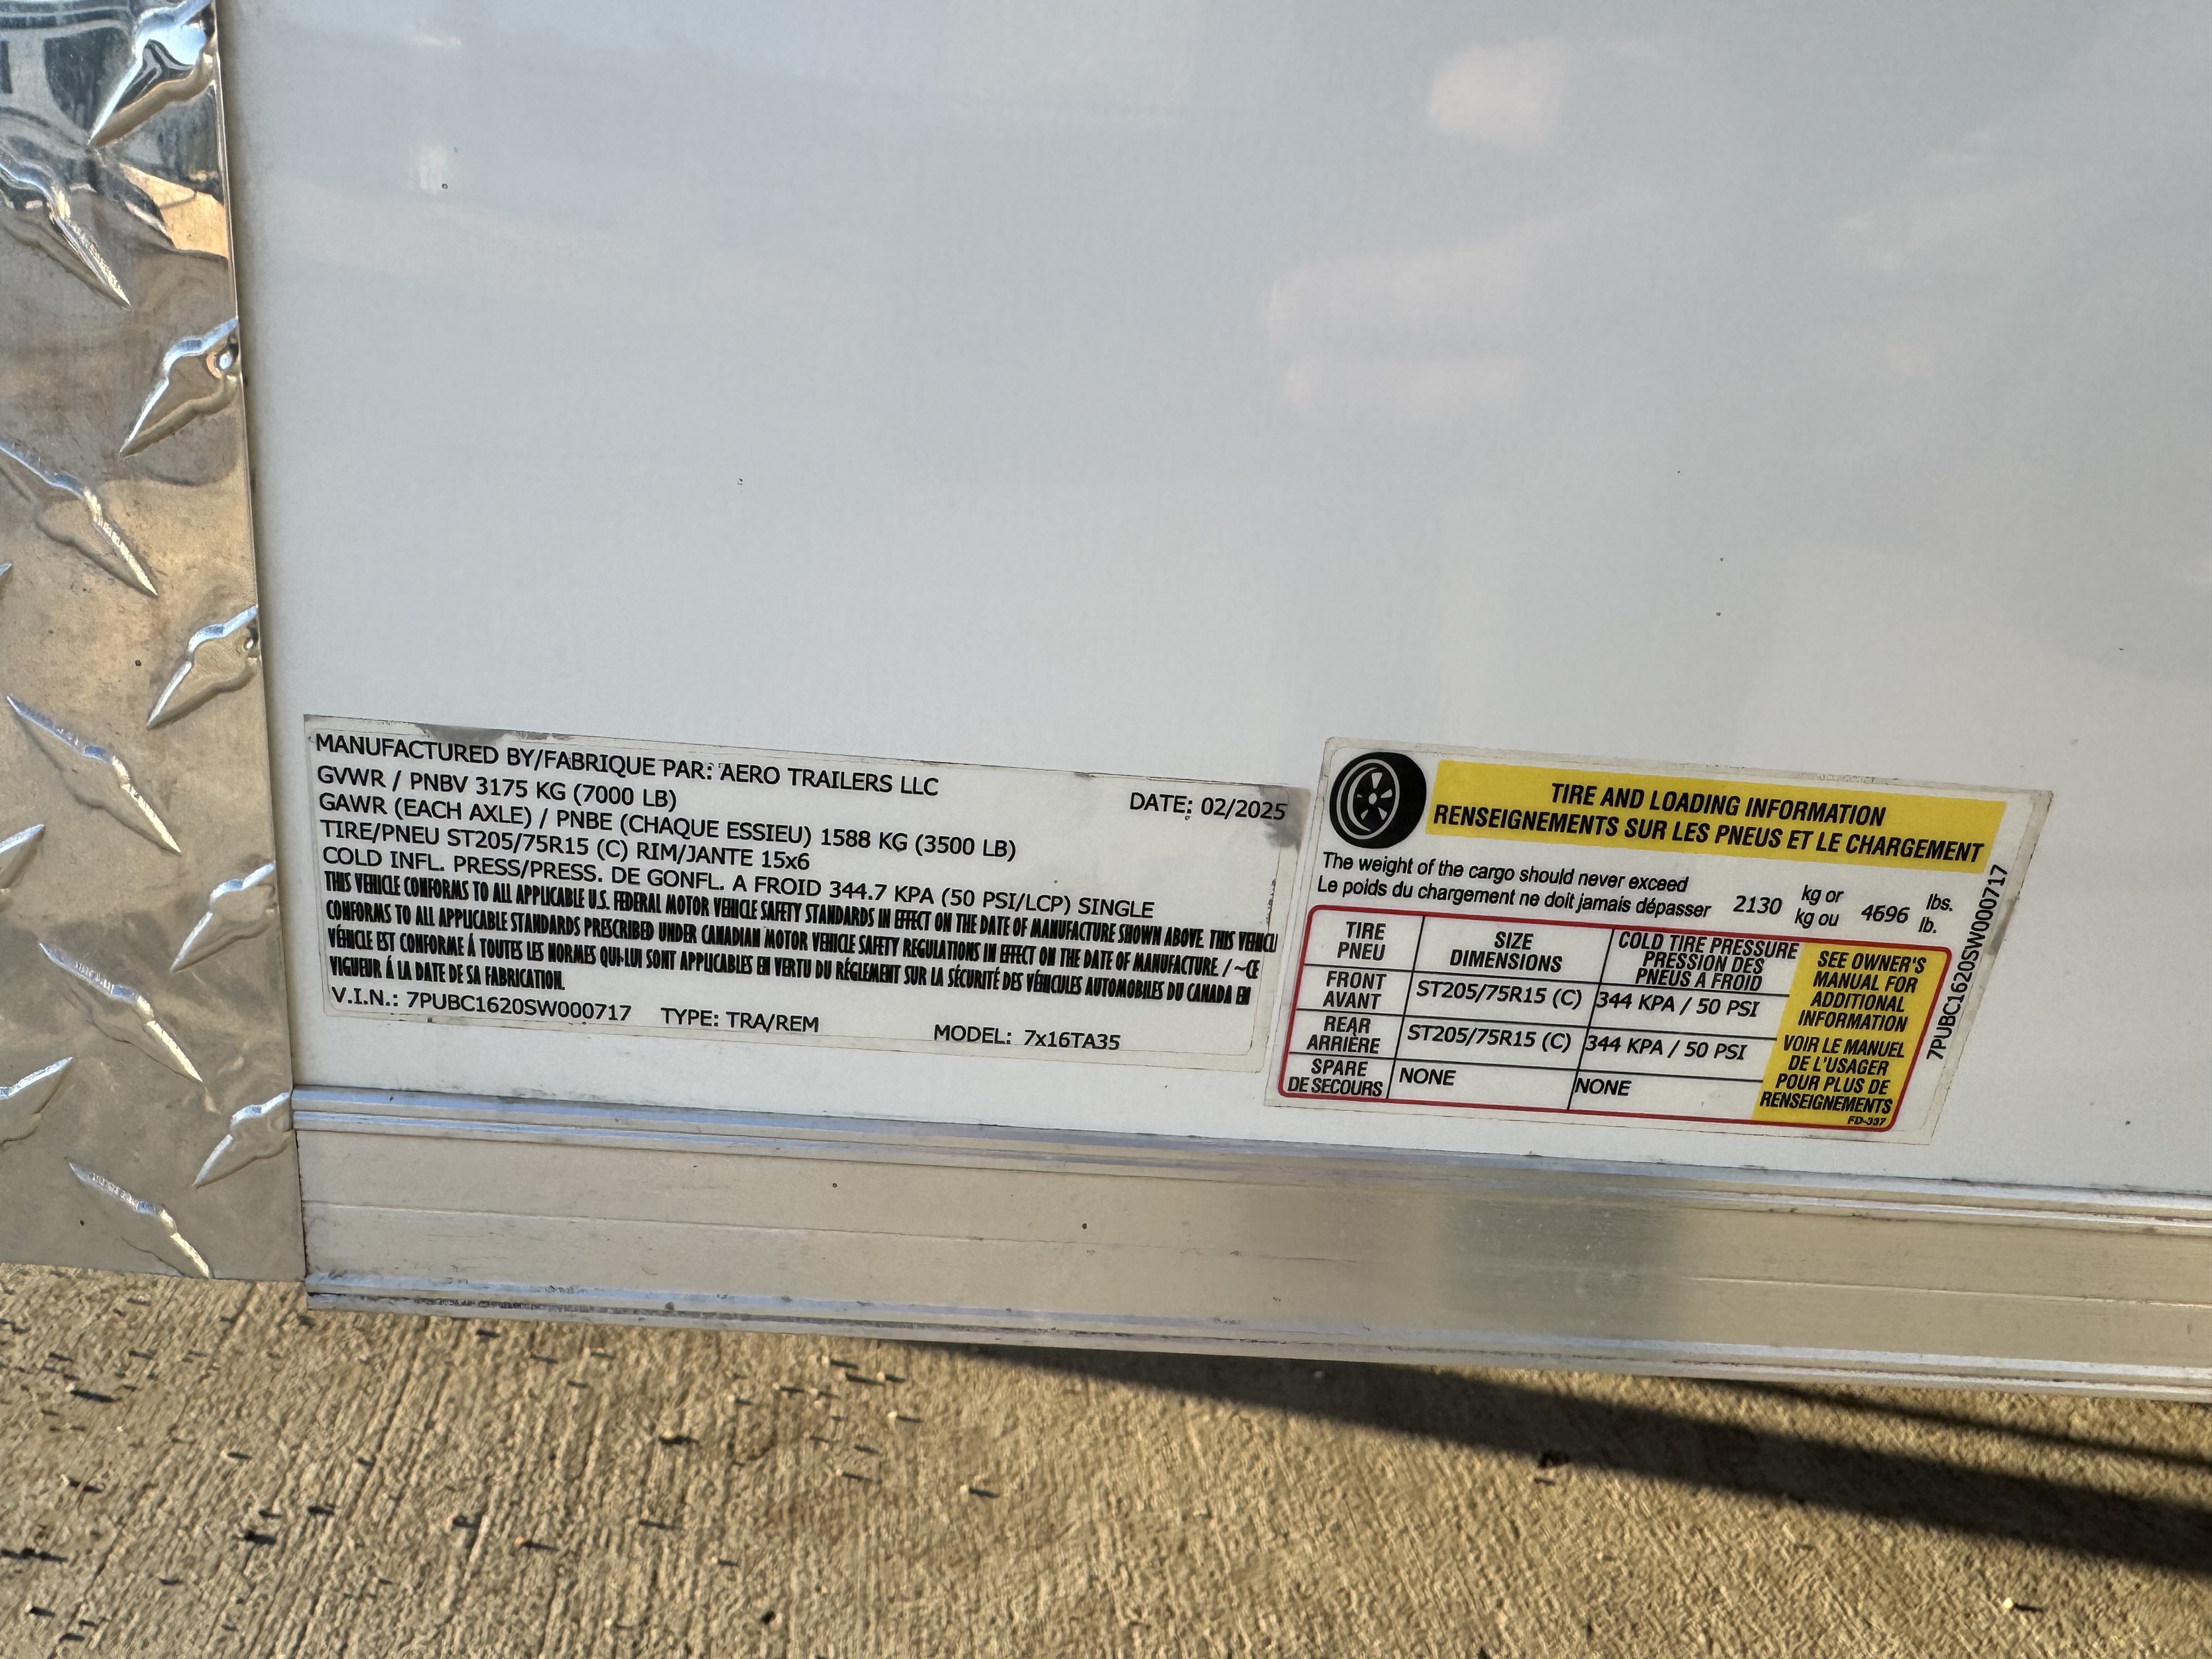 MANUFACTURED BY/FABRIQUE PAR: AERO TRAILERS LLC
DATE: 02/2025
GVWR / PNBV 3175 KG (7000 LB)
GAWR (EACH AXLE) / PNBE (CHAQUE ESSIEU) 1588 KG (3500 LB)
TIRE/PNEU ST205/75R15 (C) RIM/JANTE 15x6
COLD INFL. PRESS/PRESS. DE GONFL. A FROID 344.7 KPA (50 PSI/LCP) SINGLE
THIS VEHICLE CONFORMS TO ALL APPLICABLE U.S. FEDERAL MOTOR VEHICLE SAFETY STANDARDS IN EFFECT ON THE DATE OF MANUFACTURE SHOWN ABOVE. THIS VEHICL
CONFORMS TO ALL APPLICABLE STANDARDS PRESCRIBED UNDER CANADIAN MOTOR VEHICLE SAFETY REGULATIONS IN EFFECT ON THE DATE OF MANUFACTURE. / ~CE
VÉHICLE EST CONFORME Á TOUTES LES NORMES QUI-LUI SONT APPLICABLES EN VERTU DU RÉGLEMENT SUR LA SÉCURITÉ DES VÉHICULES AUTOMOBILES DU CANADA EN
VIGUEUR Á LA DATE DE SA FABRICATION.
V.I.N.: 7PUBC1620SW000717 TYPE: TRA/REM MODEL: 7x16TA35
TIRE AND LOADING INFORMATION
RENSEIGNEMENTS SUR LES PNEUS ET LE CHARGEMENT
The weight of the cargo should never exceed
Le poids du chargement ne doit jamais dépasser
2130
kg or
kg ou
4696
lbs.
lb.
TIRE
PNEU
SIZE
DIMENSIONS
COLD TIRE PRESSURE
PRESSION DES
PNEUS A FROID
FRONT
AVANT
ST205/75R15 (C)
344 KPA / 50 PSI
REAR
ARRIÈRE
ST205/75R15 (C)
344 KPA / 50 PSI
SPARE
DE SECOURS
NONE
NONE
SEE OWNER'S
MANUAL FOR
ADDITIONAL
INFORMATION
VOIR LE MANUEL
DE L'USAGER
POUR PLUS DE
RENSEIGNEMENTS
FD-337
7PUBC1620SW000717